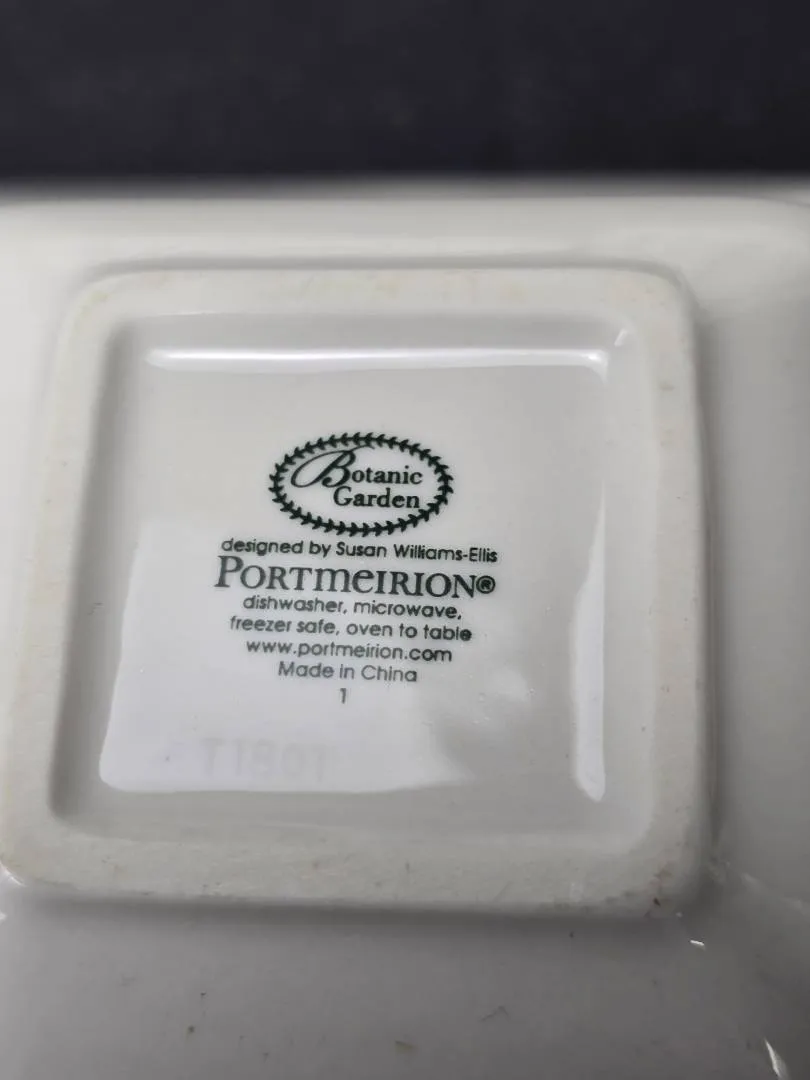 Botanic
Garden
designed by Susan Williams-Ellis
PORTMEIRION®
dishwasher, microwave,
freezer safe, oven to table
www.portmeirion.com
Made in China
1